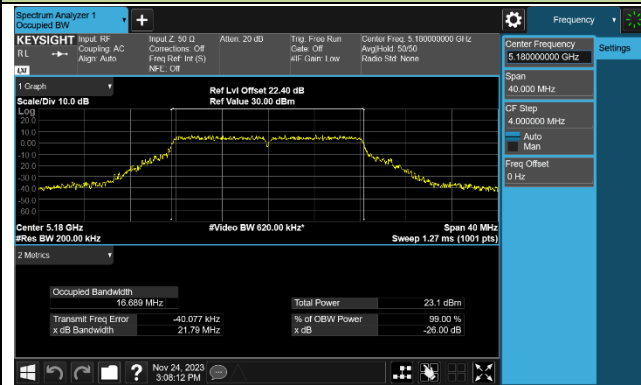 Spectrum Analyzer 1
Occupied BW
Frequency
KEYSIGHT
Input: RF
Coupling: AC
Align: Auto
Input Z: 50 Ω
Corrections: Off
Freq Ref: Int (S)
NFE: Off
Atten: 20 dB
Trig: Free Run
Gate: Off
#IF Gain: Low
Center Freq: 5.180000000 GHz
Avg|Hold: 50/50
Radio Std: None
RL
LXI
Center Frequency
5.180000000 GHz
Settings
Span
40.000 MHz
CF Step
4.000000 MHz
Auto
Man
Freq Offset
0 Hz
1 Graph
Scale/Div 10.0 dB
Ref Lvl Offset 22.40 dB
Ref Value 30.00 dBm
Log
20.0
10.0
0.00
-10.0
-20.0
-30.0
-40.0
-50.0
-60.0
Center 5.18 GHz
#Video BW 620.00 kHz*
Span 40 MHz
#Res BW 200.00 kHz
Sweep 1.27 ms (1001 pts)
2 Metrics
Occupied Bandwidth
16.689 MHz
Total Power
23.1 dBm
Transmit Freq Error
-40.077 kHz
% of OBW Power
99.00 %
x dB Bandwidth
21.79 MHz
x dB
-26.00 dB
Nov 24, 2023
3:08:12 PM